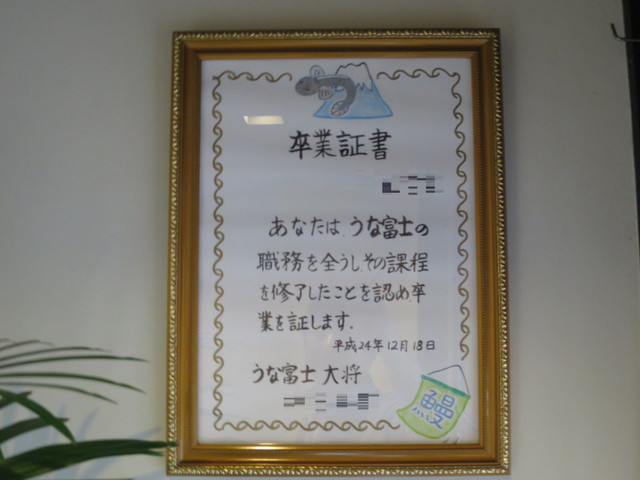 卒業証書
あなたは、うな富士の
職務を全うし、その課程
を修了したことを認め卒
業を証します。
平成24年12月18日
うな富士 大将
鰻